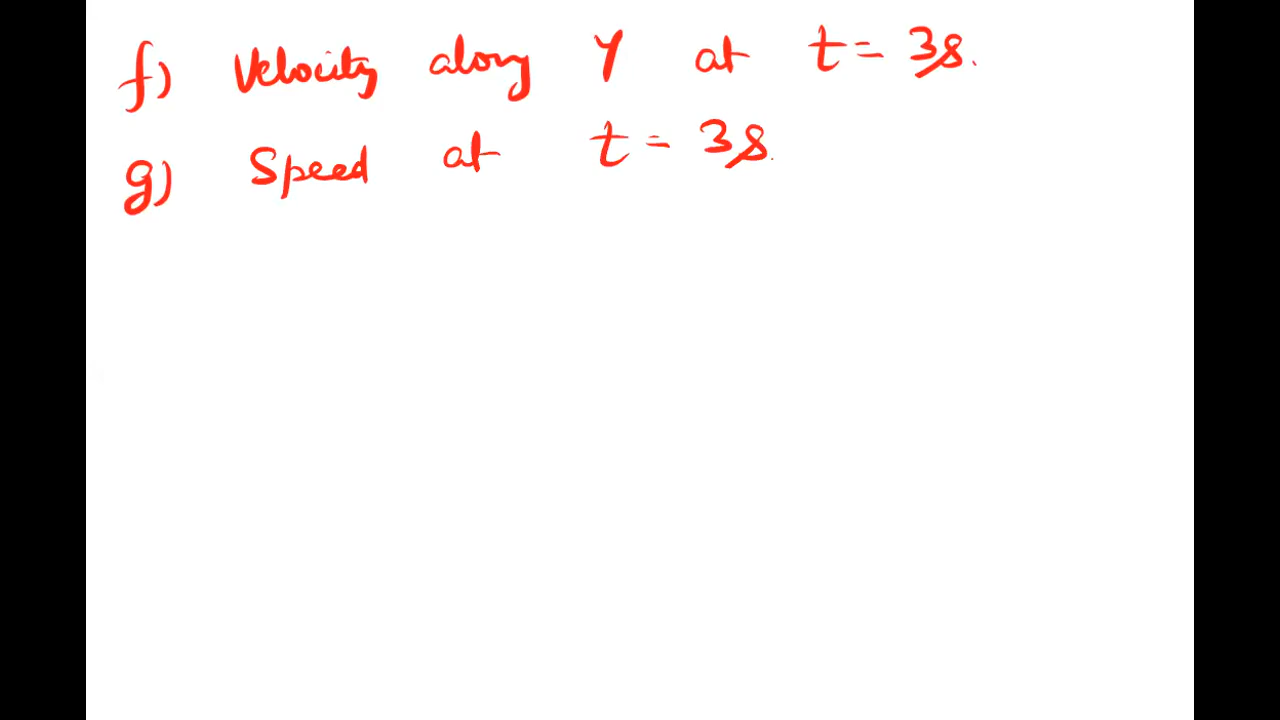 f) Velocity along Y at t = 3s.
g) Speed at t = 3s.